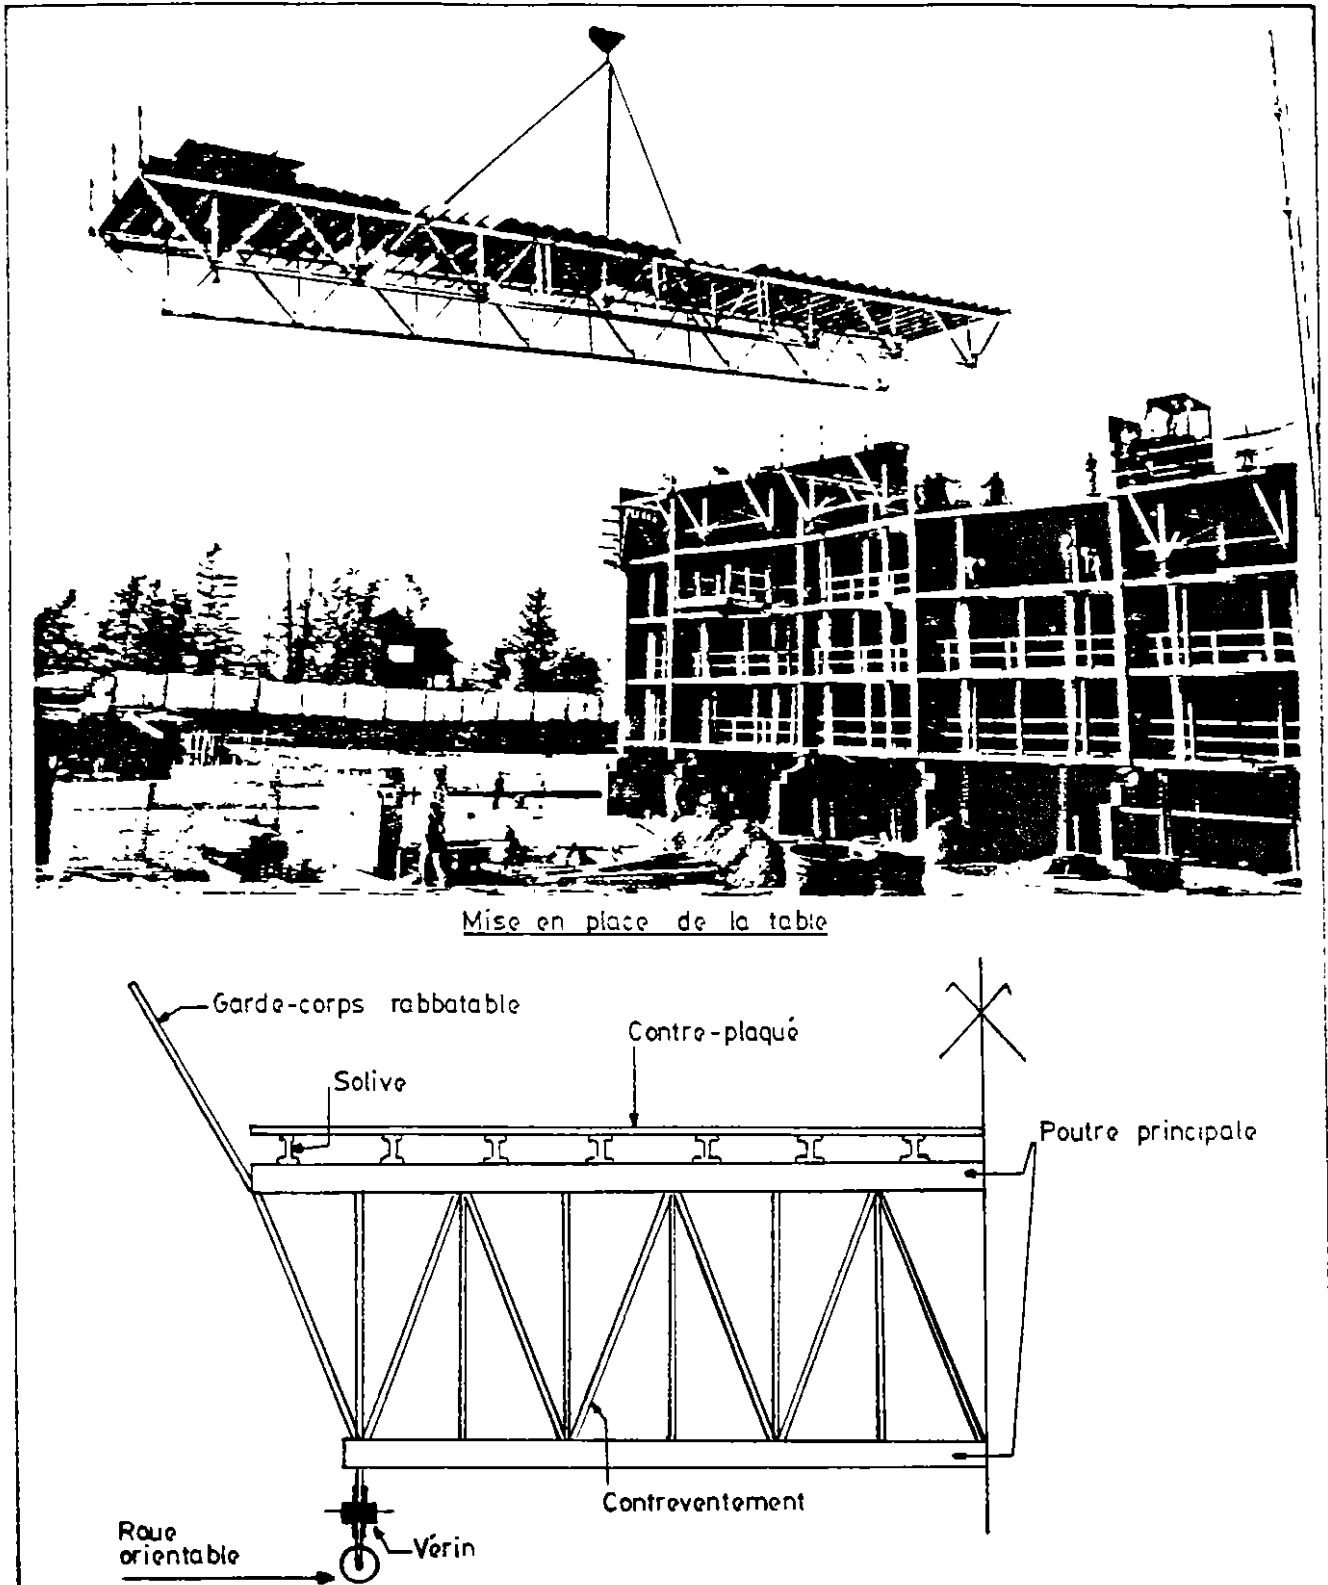 Mise en place de la table
Garde-corps rabbatable
Contre-plaqué
Solive
Poutre principale
Contreventement
Roue
orientable
Vérin